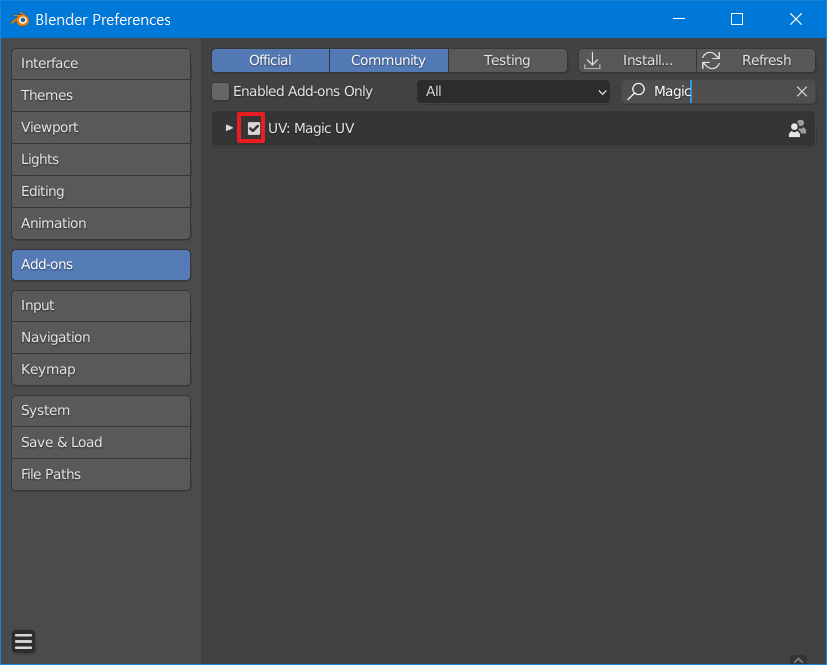 Blender Preferences
Interface
Themes
Viewport
Lights
Editing
Animation
Add-ons
Input
Navigation
Keymap
System
Save & Load
File Paths
Official Community Testing Install... Refresh
Enabled Add-ons Only All Magic
UV: Magic UV